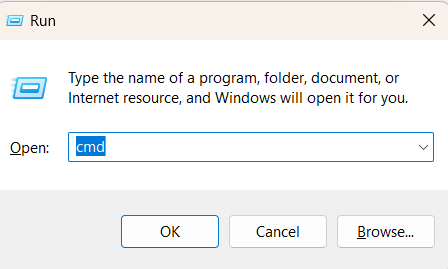 Run
Type the name of a program, folder, document, or
Internet resource, and Windows will open it for you.
Open: cmd
OK Cancel Browse...